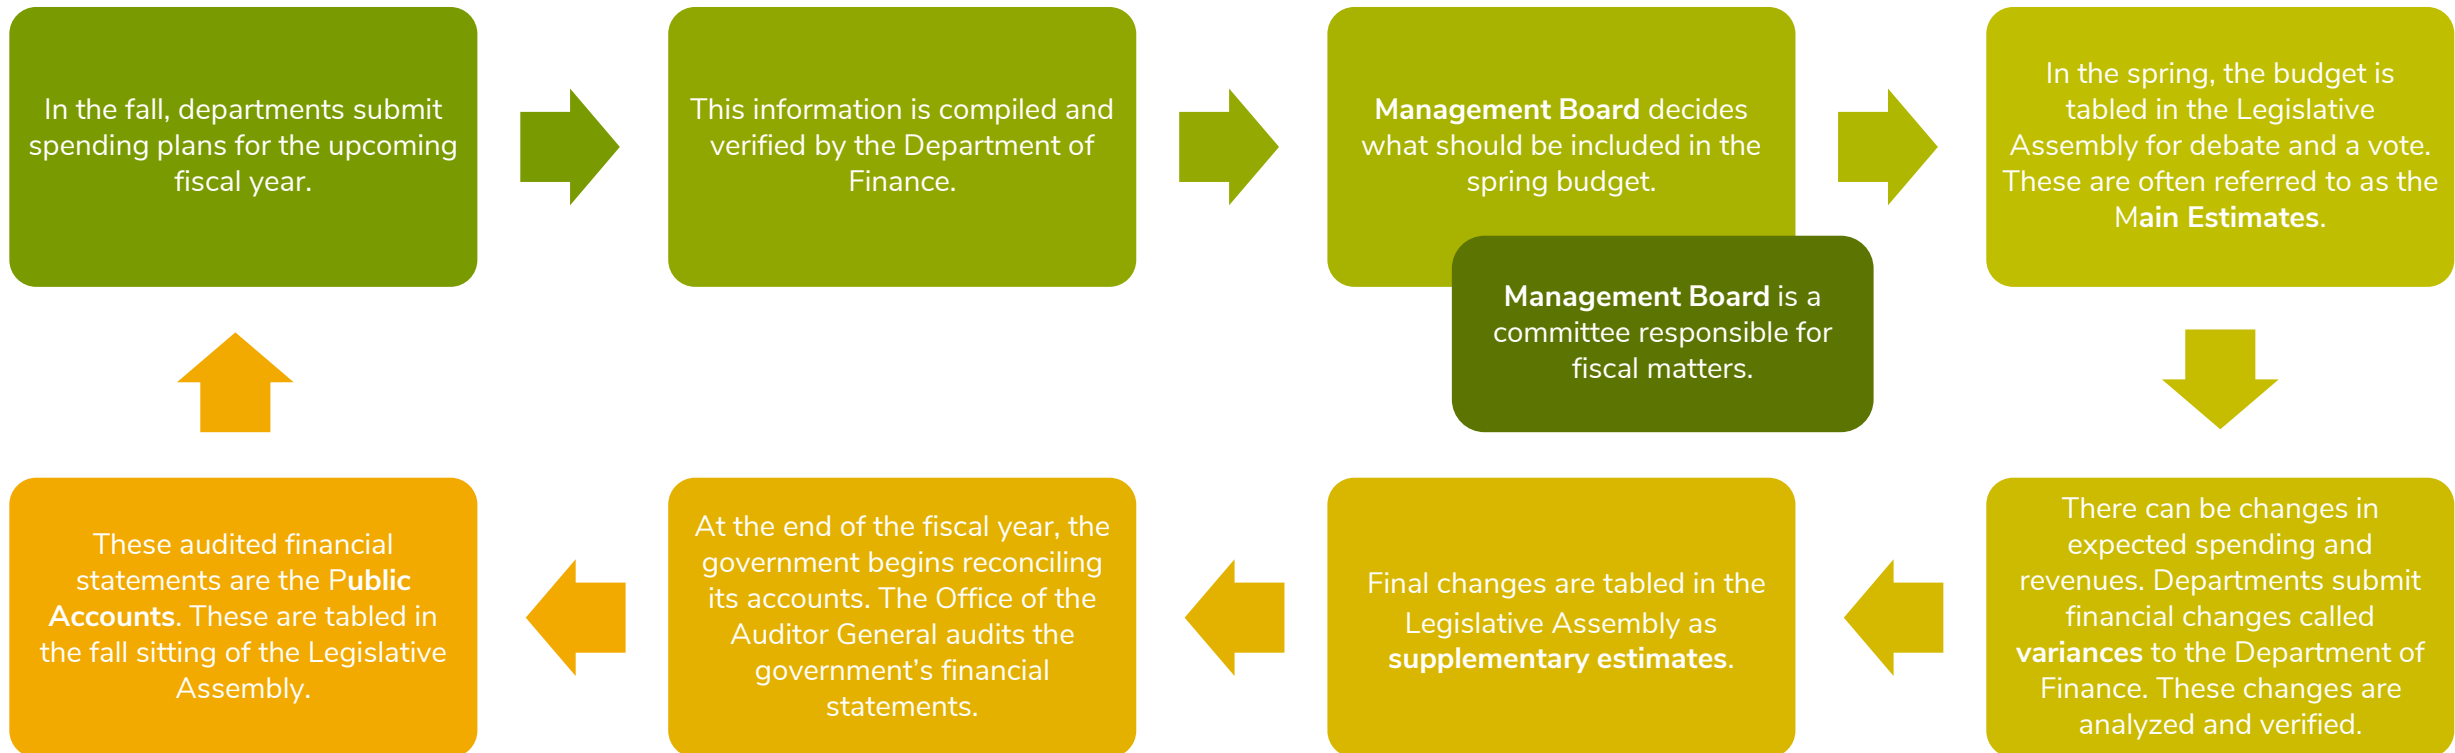 In the fall, departments submit
spending plans for the upcoming
fiscal year.
This information is compiled and
verified by the Department of
Finance.
Management Board decides
what should be included in the
spring budget.
Management Board is a
committee responsible for
fiscal matters.
In the spring, the budget is
tabled in the Legislative
Assembly for debate and a vote.
These are often referred to as the
Main Estimates.
There can be changes in
expected spending and
revenues. Departments submit
financial changes called
variances to the Department of
Finance. These changes are
analyzed and verified.
Final changes are tabled in the
Legislative Assembly as
supplementary estimates.
At the end of the fiscal year, the
government begins reconciling
its accounts. The Office of the
Auditor General audits the
government’s financial
statements.
These audited financial
statements are the Public
Accounts. These are tabled in
the fall sitting of the Legislative
Assembly.